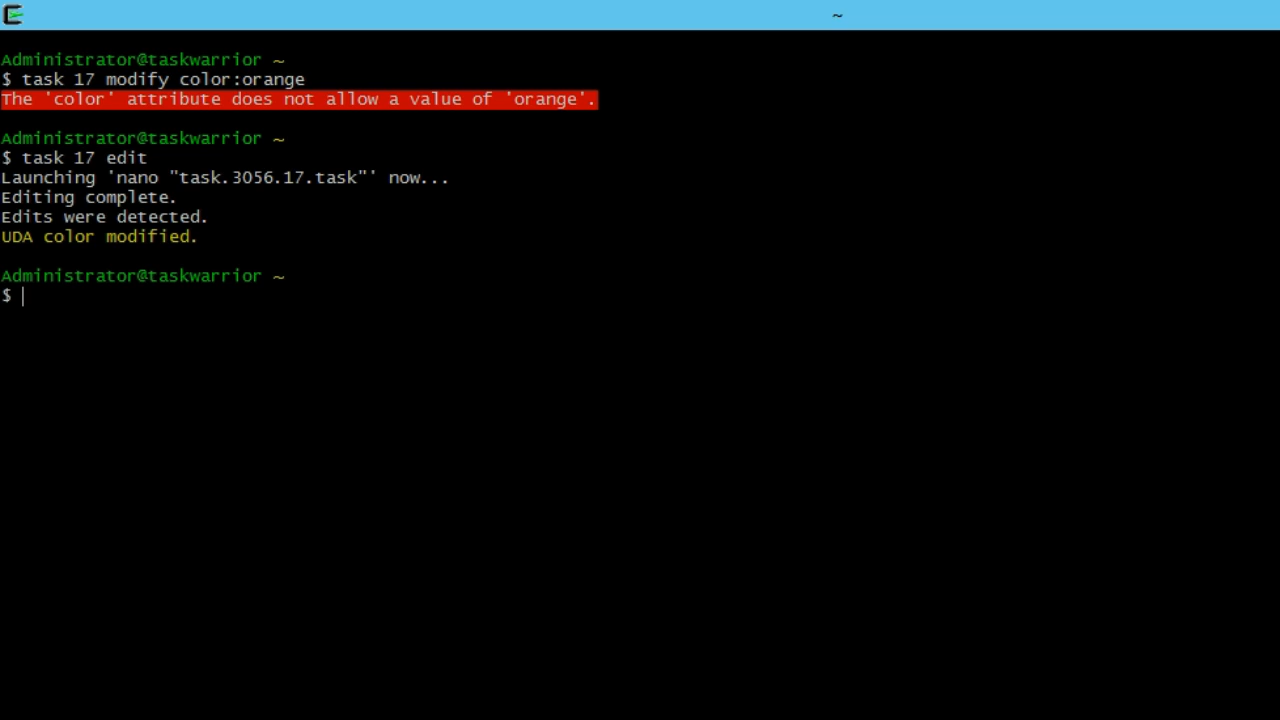 ~
Administrator@taskwarrior ~
$ task 17 modify color:orange
The 'color' attribute does not allow a value of 'orange'.
Administrator@taskwarrior ~
$ task 17 edit
Launching 'nano "task.3056.17.task"' now...
Editing complete.
Edits were detected.
UDA color modified.
Administrator@taskwarrior ~
$